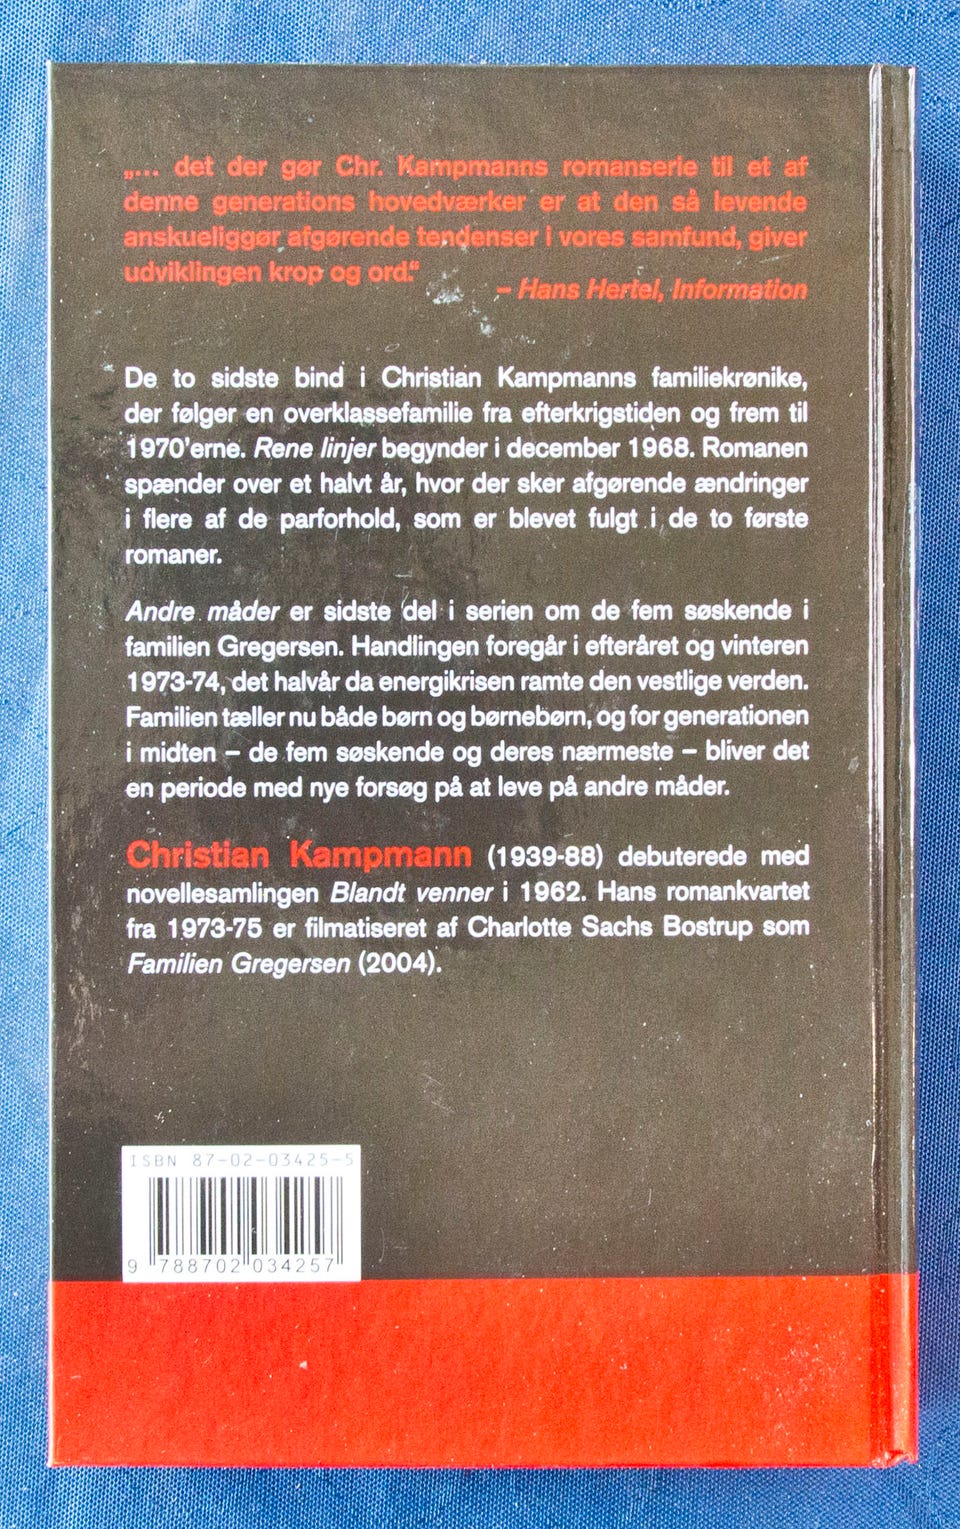 „... det der gør Chr. Kampmanns romanserie til et af
denne generations hovedværker er at den så levende
anskueliggør afgørende tendenser i vores samfund, giver
udviklingen krop og ord.“
– Hans Hertel, Information
De to sidste bind i Christian Kampmanns familiekrønike,
der følger en overklassefamilie fra efterkrigstiden og frem til
1970’erne. Rene linjer begynder i december 1968. Romanen
spænder over et halvt år, hvor der sker afgørende ændringer
i flere af de parforhold, som er blevet fulgt i de to første
romaner.
Andre måder er sidste del i serien om de fem søskende i
familien Gregersen. Handlingen foregår i efteråret og vinteren
1973-74, det halvår da energikrisen ramte den vestlige verden.
Familien tæller nu både børn og børnebørn, og for generationen
i midten – de fem søskende og deres nærmeste – bliver det
en periode med nye forsøg på at leve på andre måder.
Christian Kampmann (1939-88) debuterede med
novellesamlingen Blandt venner i 1962. Hans romankvartet
fra 1973-75 er filmatiseret af Charlotte Sachs Bostrup som
Familien Gregersen (2004).
ISBN 87-02-03425-5
9 788702 034257